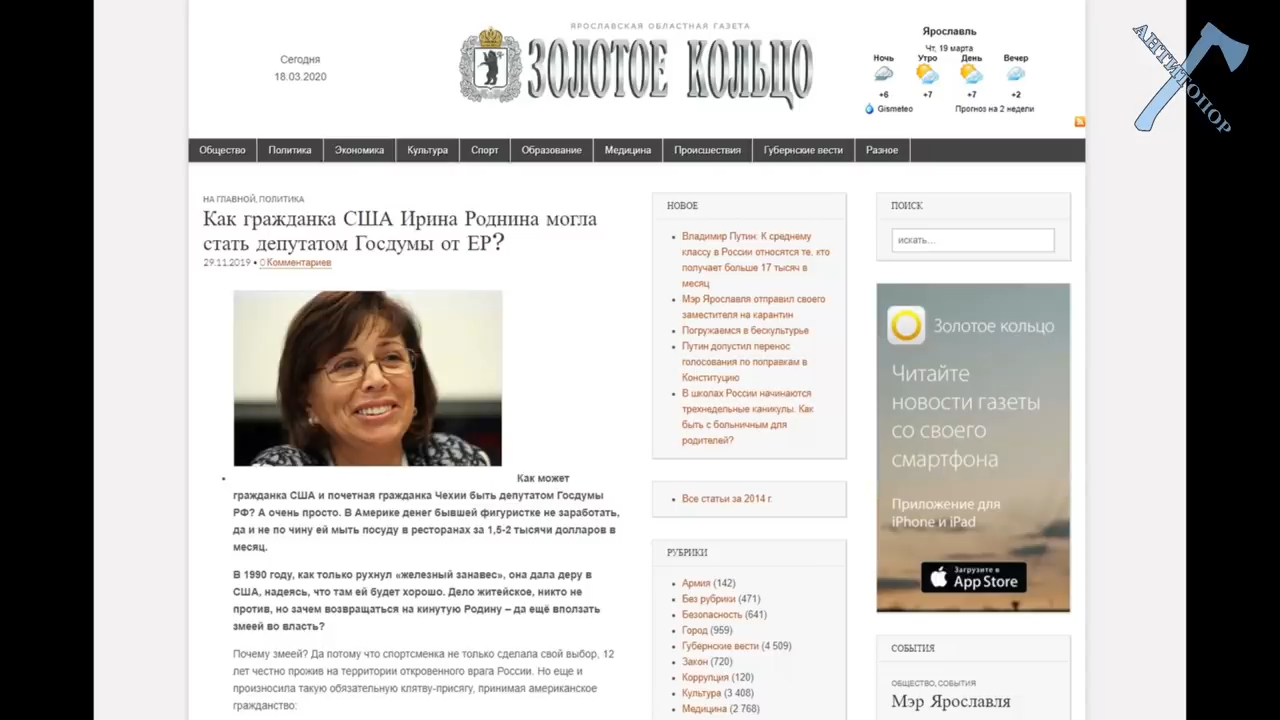 ЯРОСЛАВСКАЯ ОБЛАСТНАЯ ГАЗЕТА
ЗОЛОТОЕ КОЛЬЦО
Сегодня
18.03.2020
Ярославль
Чт, 19 марта
Ночь Утро День Вечер
+6 +7 +7 +2
Gismeteo Прогноз на 2 недели
АНТИТОПОР
Общество Политика Экономика Культура Спорт Образование Медицина Происшествия Губернские вести Разное
НА ГЛАВНОЙ, ПОЛИТИКА
Как гражданка США Ирина Роднина могла
стать депутатом Госдумы от ЕР?
29.11.2019 • 0 Комментариев
Как может
гражданка США и почетная гражданка Чехии быть депутатом Госдумы
РФ? А очень просто. В Америке денег бывшей фигуристке не заработать,
да и не по чину ей мыть посуду в ресторанах за 1,5-2 тысячи долларов в
месяц.
В 1990 году, как только рухнул «железный занавес», она дала деру в
США, надеясь, что там ей будет хорошо. Дело житейское, никто не
против, но зачем возвращаться на кинутую Родину – да ещё вползать
змеей во власть?
Почему змеей? Да потому что спортсменка не только сделала свой выбор, 12
лет честно прожив на территории откровенного врага России. Но еще и
произносила такую обязательную клятву-присягу, принимая американское
гражданство:
НОВОЕ
Владимир Путин: К среднему
классу в России относятся те, кто
получает больше 17 тысяч в
месяц
Мэр Ярославля отправил своего
заместителя на карантин
Погружаемся в бескультурье
Путин допустил перенос
голосования по поправкам в
Конституцию
В школах России начинаются
трехнедельные каникулы. Как
быть с больничным для
родителей?
Все статьи за 2014 г.
РУБРИКИ
Армия (142)
Без рубрики (471)
Безопасность (641)
Город (959)
Губернские вести (4 509)
Закон (720)
Коррупция (120)
Культура (3 408)
Медицина (2 768)
ПОИСК
искать...
Золотое кольцо
Читайте
новости газеты
со своего
смартфона
Приложение для
iPhone и iPad
Загрузите в
App Store
СОБЫТИЯ
ОБЩЕСТВО, СОБЫТИЯ
Мэр Ярославля